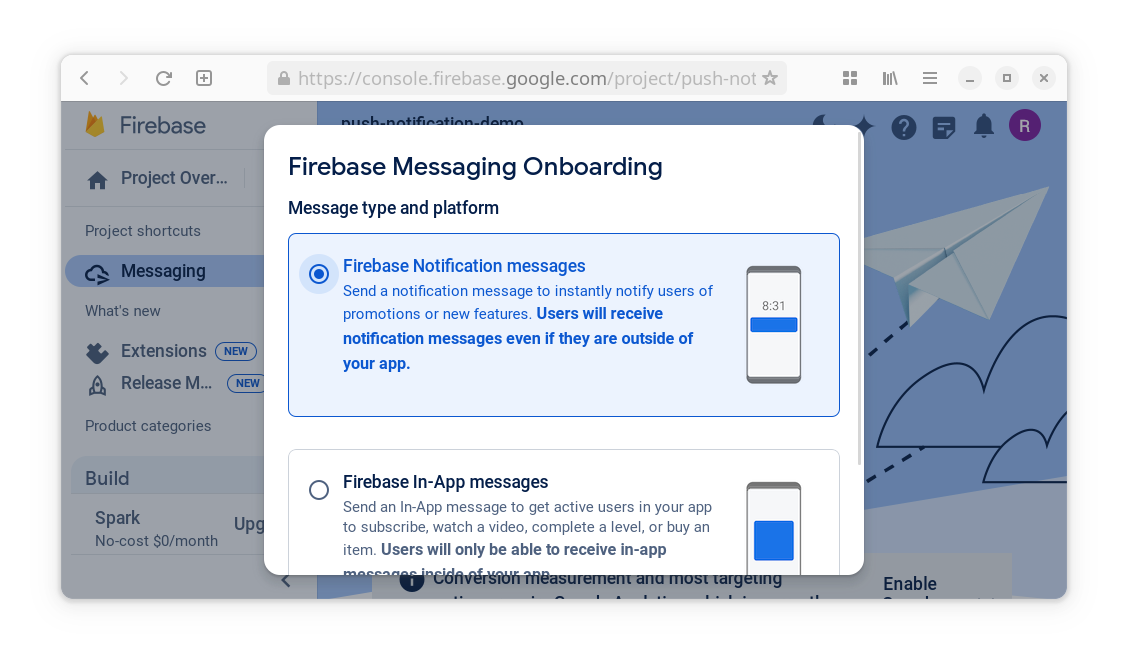 https://console.firebase.google.com/project/push-not
Firebase
push-notification-demo
R
Project Over…
Project shortcuts
Messaging
What's new
Extensions NEW
Release M… NEW
Product categories
Build
Spark
No-cost $0/month
Upg
Firebase Messaging Onboarding
Message type and platform
Firebase Notification messages
Send a notification message to instantly notify users of
promotions or new features. Users will receive
notification messages even if they are outside of
your app.
8:31
Firebase In-App messages
Send an In-App message to get active users in your app
to subscribe, watch a video, complete a level, or buy an
item. Users will only be able to receive in-app
messages inside of your app
Conversion measurement and most targeting
Enable